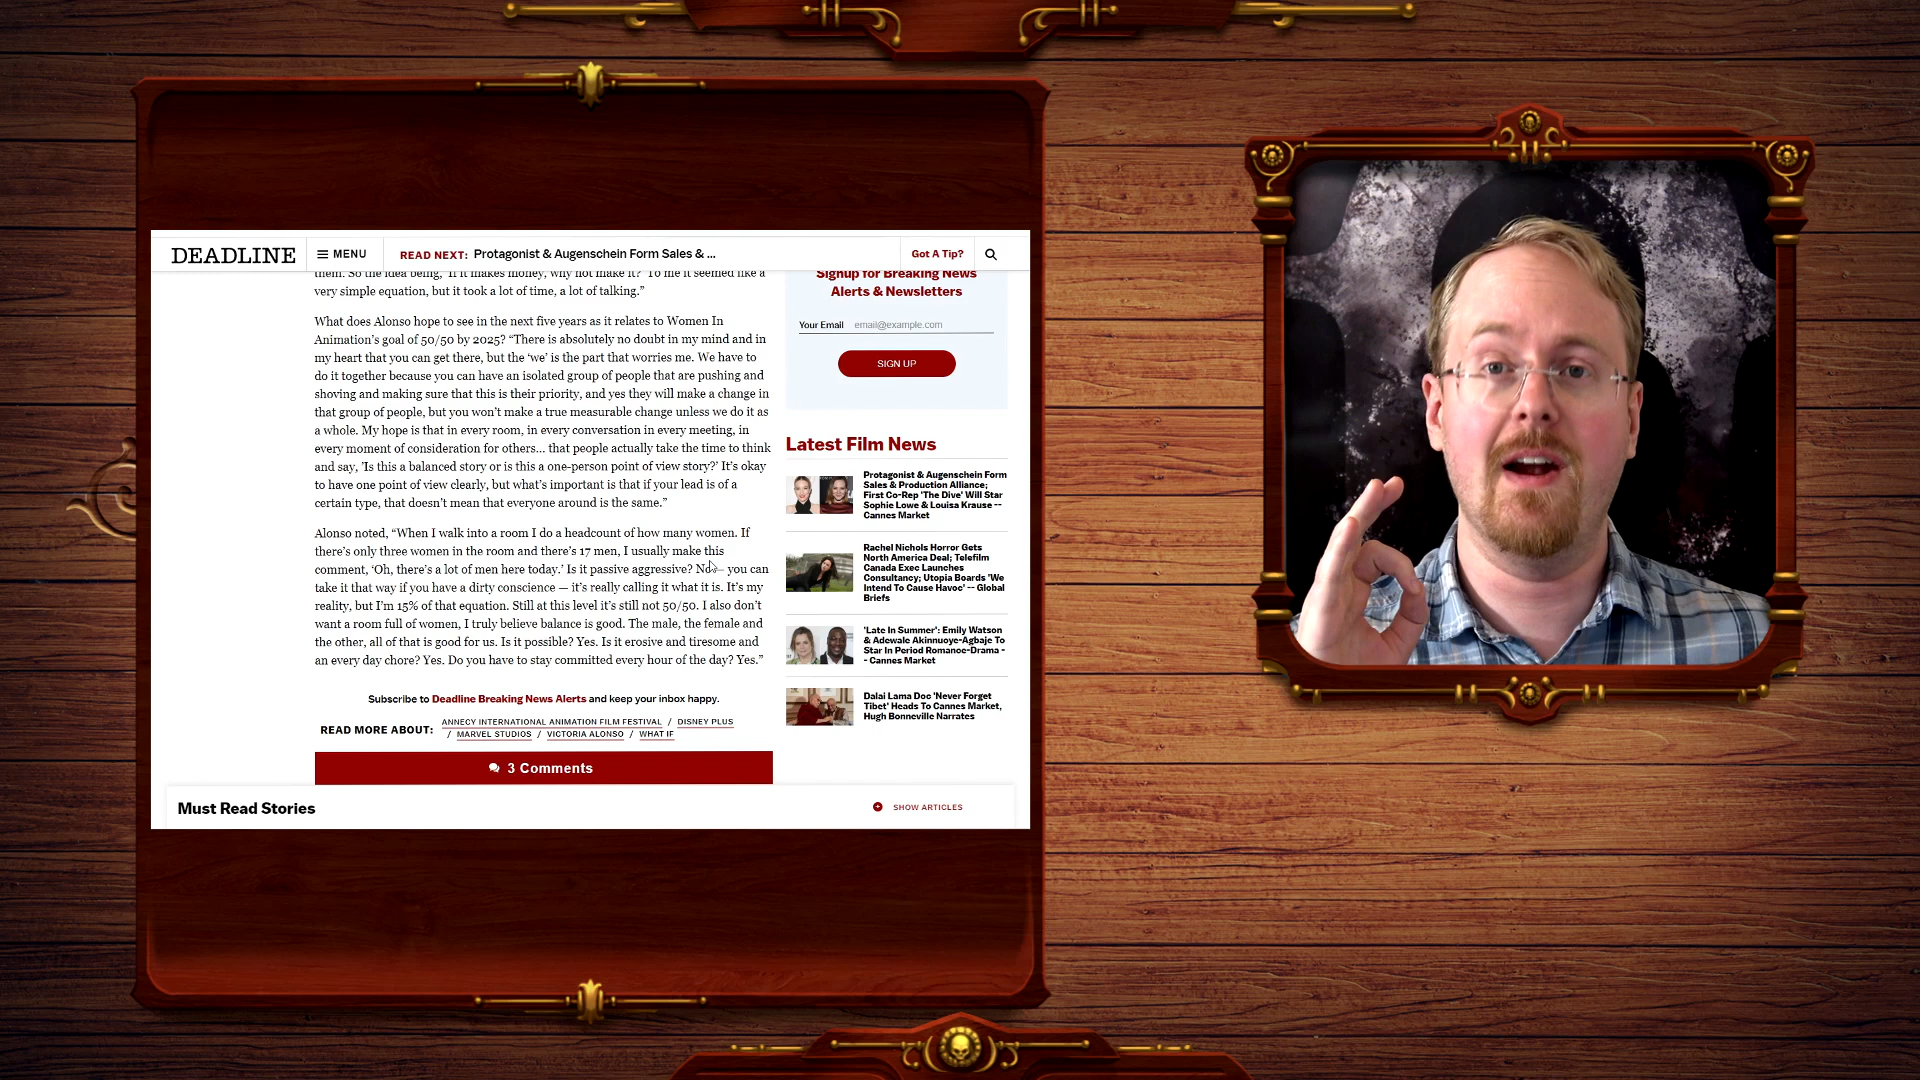 DEADLINE
MENU
READ NEXT: Protagonist & Augenschein Form Sales & ...
Got A Tip?
them. So the idea being, 'If it makes money, why not make it?' To me it seemed like a
very simple equation, but it took a lot of time, a lot of talking.”
What does Alonso hope to see in the next five years as it relates to Women In
Animation’s goal of 50/50 by 2025? “There is absolutely no doubt in my mind and in
my heart that you can get there, but the ‘we’ is the part that worries me. We have to
do it together because you can have an isolated group of people that are pushing and
shoving and making sure that this is their priority, and yes they will make a change in
that group of people, but you won’t make a true measurable change unless we do it as
a whole. My hope is that in every room, in every conversation in every meeting, in
every moment of consideration for others… that people actually take the time to think
and say, ’Is this a balanced story or is this a one-person point of view story?’ It’s okay
to have one point of view clearly, but what’s important is that if your lead is of a
certain type, that doesn’t mean that everyone around is the same.”
Alonso noted, “When I walk into a room I do a headcount of how many women. If
there’s only three women in the room and there’s 17 men, I usually make this
comment, ‘Oh, there’s a lot of men here today.’ Is it passive aggressive? No — you can
take it that way if you have a dirty conscience — it’s really calling it what it is. It’s my
reality, but I’m 15% of that equation. Still at this level it’s still not 50/50. I also don’t
want a room full of women, I truly believe balance is good. The male, the female and
the other, all of that is good for us. Is it possible? Yes. Is it erosive and tiresome and
an every day chore? Yes. Do you have to stay committed every hour of the day? Yes.”
Subscribe to Deadline Breaking News Alerts and keep your inbox happy.
READ MORE ABOUT:
ANNECY INTERNATIONAL ANIMATION FILM FESTIVAL / DISNEY PLUS
/ MARVEL STUDIOS / VICTORIA ALONSO / WHAT IF
3 Comments
Must Read Stories
SHOW ARTICLES
Signup for Breaking News
Alerts & Newsletters
Your Email email@example.com
SIGN UP
Latest Film News
Protagonist & Augenschein Form
Sales & Production Alliance;
First Co-Rep 'The Dive' Will Star
Sophie Lowe & Louisa Krause --
Cannes Market
Rachel Nichols Horror Gets
North America Deal; Telefilm
Canada Exec Launches
Consultancy; Utopia Boards 'We
Intend To Cause Havoc' -- Global
Briefs
'Late In Summer': Emily Watson
& Adewale Akinnuoye-Agbaje To
Star In Period Romance-Drama -
- Cannes Market
Dalai Lama Doc 'Never Forget
Tibet' Heads To Cannes Market,
Hugh Bonneville Narrates